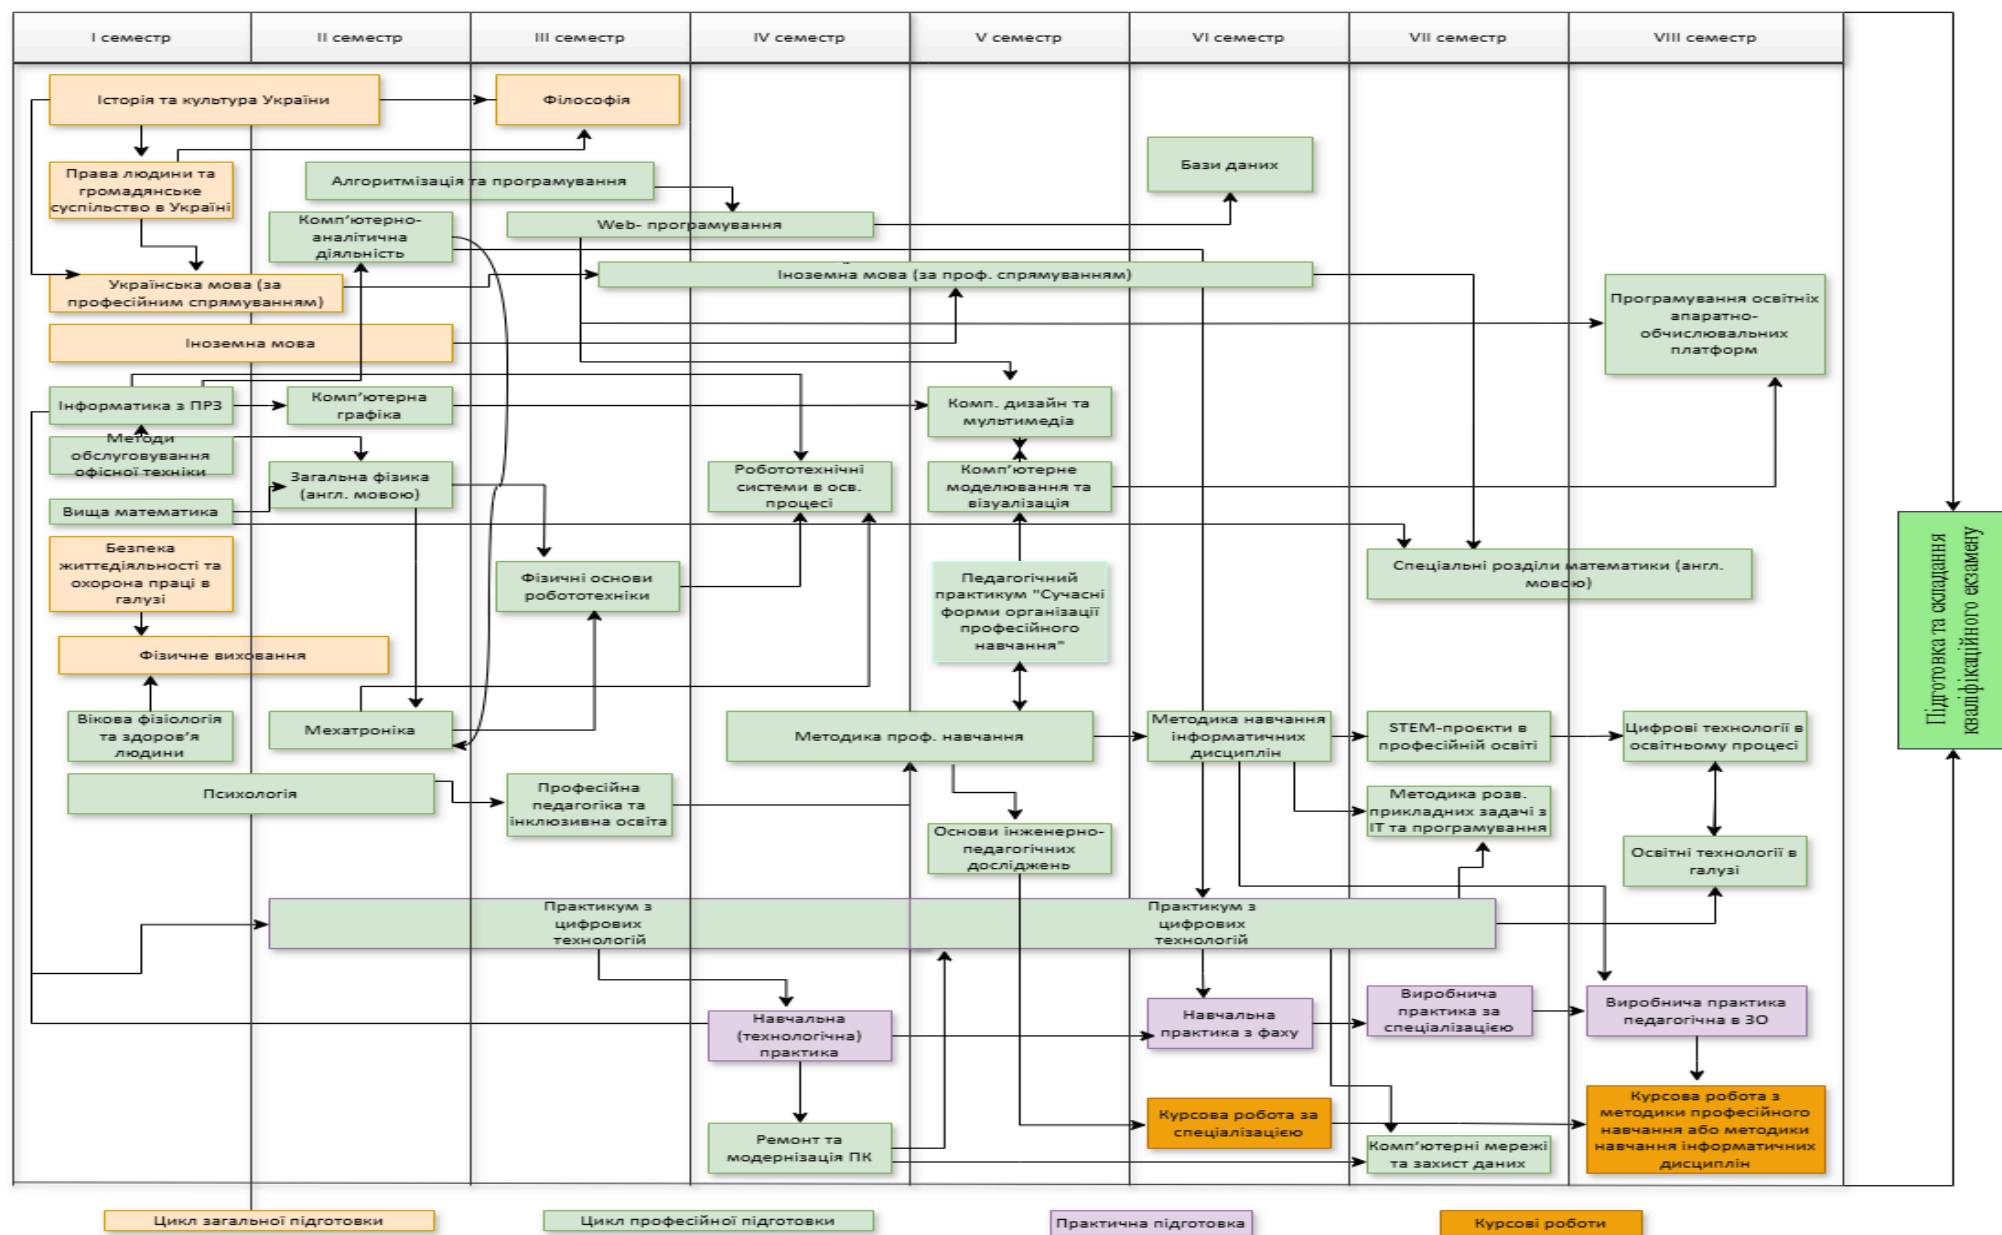 I семестр
II семестр
III семестр
IV семестр
V семестр
VI семестр
VII семестр
VIII семестр
Історія та культура України
Філософія
Права людини та
громадянське
суспільство в Україні
Алгоритмізація та програмування
Бази даних
Комп'ютерно-
аналітична
діяльність
Web- програмування
Українська мова (за
професійним спрямуванням)
Іноземна мова (за проф. спрямуванням)
Програмування освітніх
апаратно-
обчислювальних
платформ
Іноземна мова
Інформатика з ПРЗ
Комп'ютерна
графіка
Комп. дизайн та
мультимедіа
Методи
обслуговування
офісної техніки
Загальна фізика
(англ. мовою)
Робототехнічні
системи в осв.
процесі
Комп'ютерне
моделювання та
візуалізація
Вища математика
Безпека
життєдіяльності та
охорона праці в
галузі
Фізичні основи
робототехніки
Педагогічний
практикум "Сучасні
форми організації
професійного
навчання"
Спеціальні розділи математики (англ.
мовою)
Підготовка та складання
кваліфікаційного екзамену
Фізичне виховання
Вікова фізіологія
та здоров'я
людини
Мехатроніка
Методика проф. навчання
Методика навчання
інформатичних
дисциплін
STEM-проєкти в
професійній освіті
Цифрові технології в
освітньому процесі
Психологія
Професійна
педагогіка та
інклюзивна освіта
Методика розв.
прикладних задачі з
ІТ та програмування
Основи інженерно-
педагогічних
досліджень
Освітні технології в
галузі
Практикум з
цифрових
технологій
Практикум з
цифрових
технологій
Навчальна
(технологічна)
практика
Навчальна
практика з фаху
Виробнича
практика за
спеціалізацією
Виробнича практика
педагогічна в ЗО
Ремонт та
модернізація ПК
Курсова робота за
спеціалізацією
Комп'ютерні мережі
та захист даних
Курсова робота з
методики професійного
навчання або методики
навчання інформатичних
дисциплін
Цикл загальної підготовки
Цикл професійної підготовки
Практична підготовка
Курсові роботи